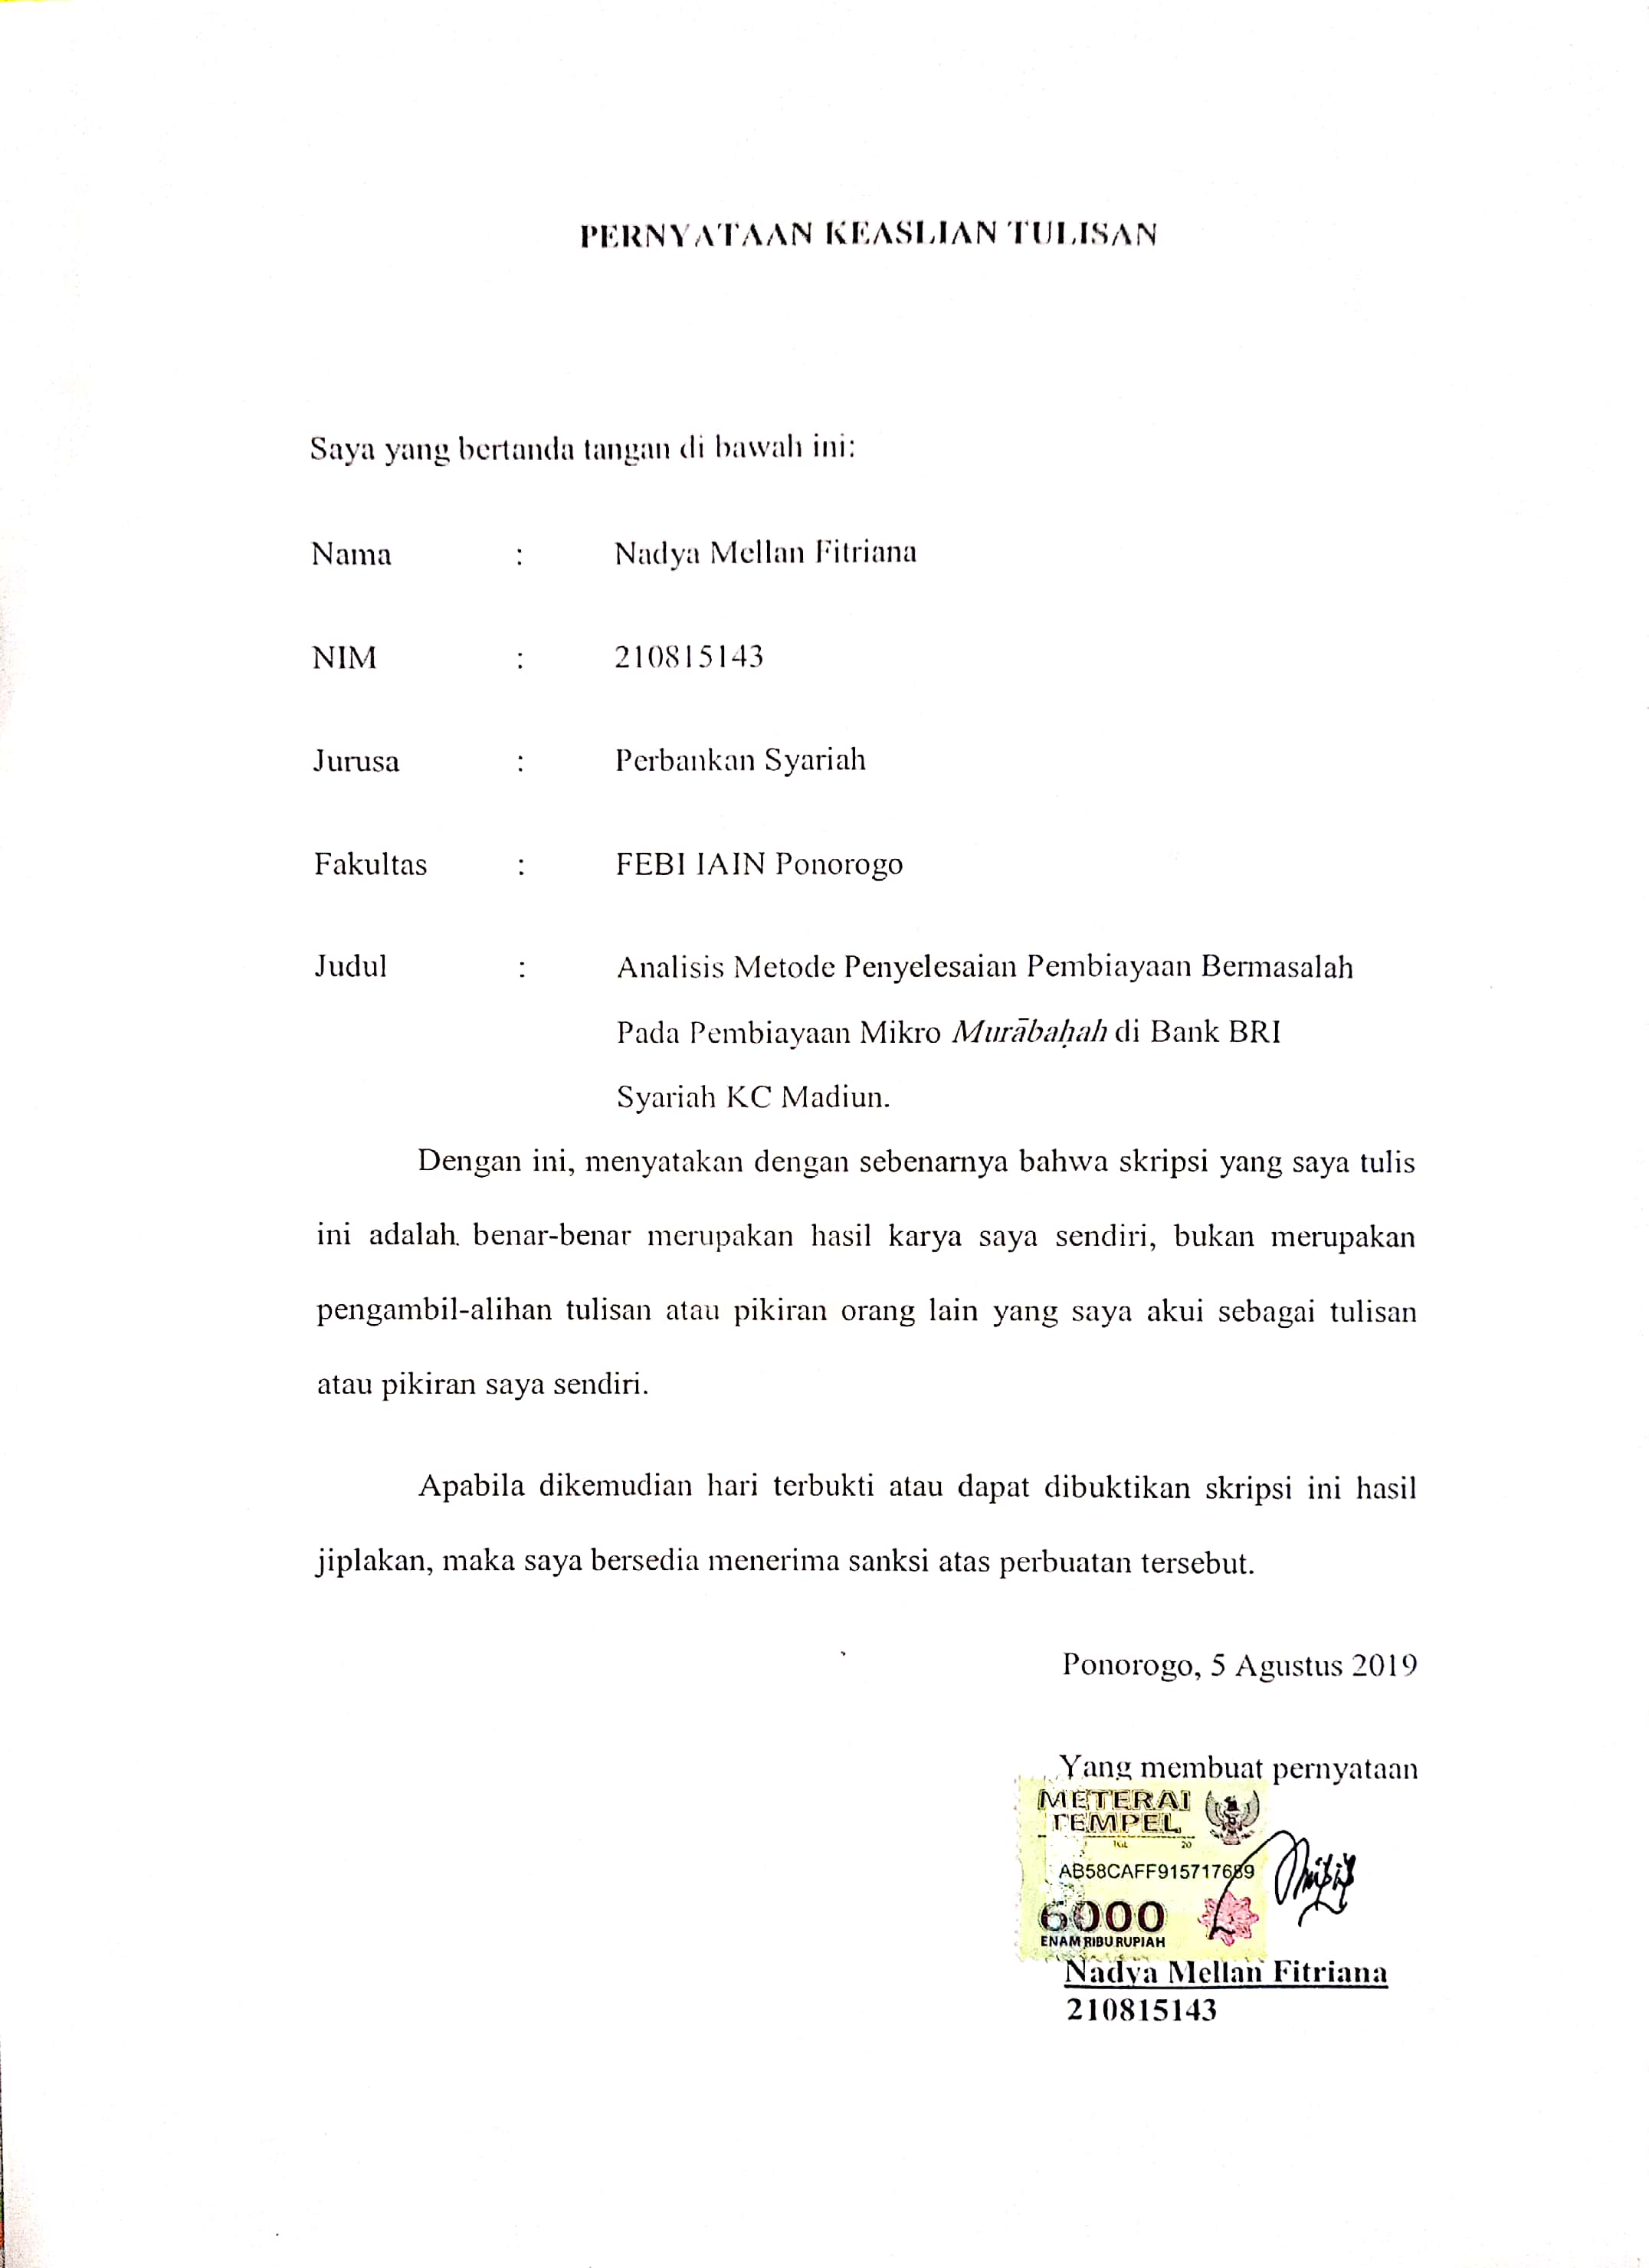 PERNYATAAN KEASLIAN TULISAN
Saya yang bertanda tangan di bawah ini:
Nama : Nadya Mellan Fitriana
NIM : 210815143
Jurusa : Perbankan Syariah
Fakultas : FEBI IAIN Ponorogo
Judul : Analisis Metode Penyelesaian Pembiayaan Bermasalah
Pada Pembiayaan Mikro Murābaḥah di Bank BRI
Syariah KC Madiun.
Dengan ini, menyatakan dengan sebenarnya bahwa skripsi yang saya tulis
ini adalah benar-benar merupakan hasil karya saya sendiri, bukan merupakan
pengambil-alihan tulisan atau pikiran orang lain yang saya akui sebagai tulisan
atau pikiran saya sendiri.
Apabila dikemudian hari terbukti atau dapat dibuktikan skripsi ini hasil
jiplakan, maka saya bersedia menerima sanksi atas perbuatan tersebut.
Ponorogo, 5 Agustus 2019
Yang membuat pernyataan
METERAI
TEMPEL
TGL 20
AB58CAFF915717689
6000
ENAM RIBU RUPIAH
Nadya Mellan Fitriana
210815143